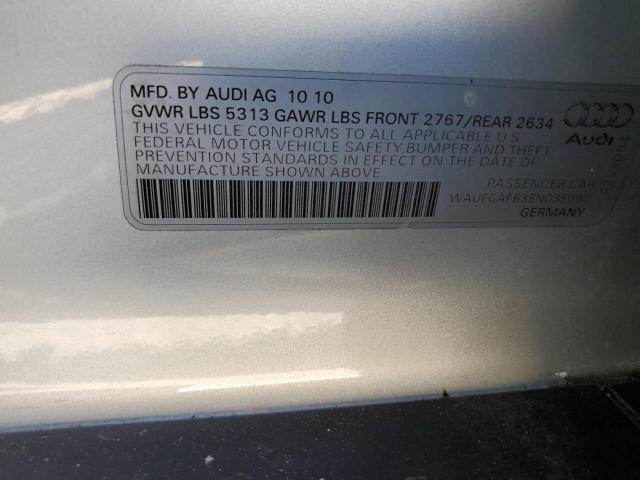 MFD. BY AUDI AG 10 10
GVWR LBS 5313 GAWR LBS FRONT 2767/REAR 2634
THIS VEHICLE CONFORMS TO ALL APPLICABLE U S
FEDERAL MOTOR VEHICLE SAFETY,BUMPER AND THEFT
PREVENTION STANDARDS IN EFFECT ON THE DATE OF
MANUFACTURE SHOWN ABOVE
Audi
PASSENGER CAR
WAUFGAFB3BN035090
GERMANY